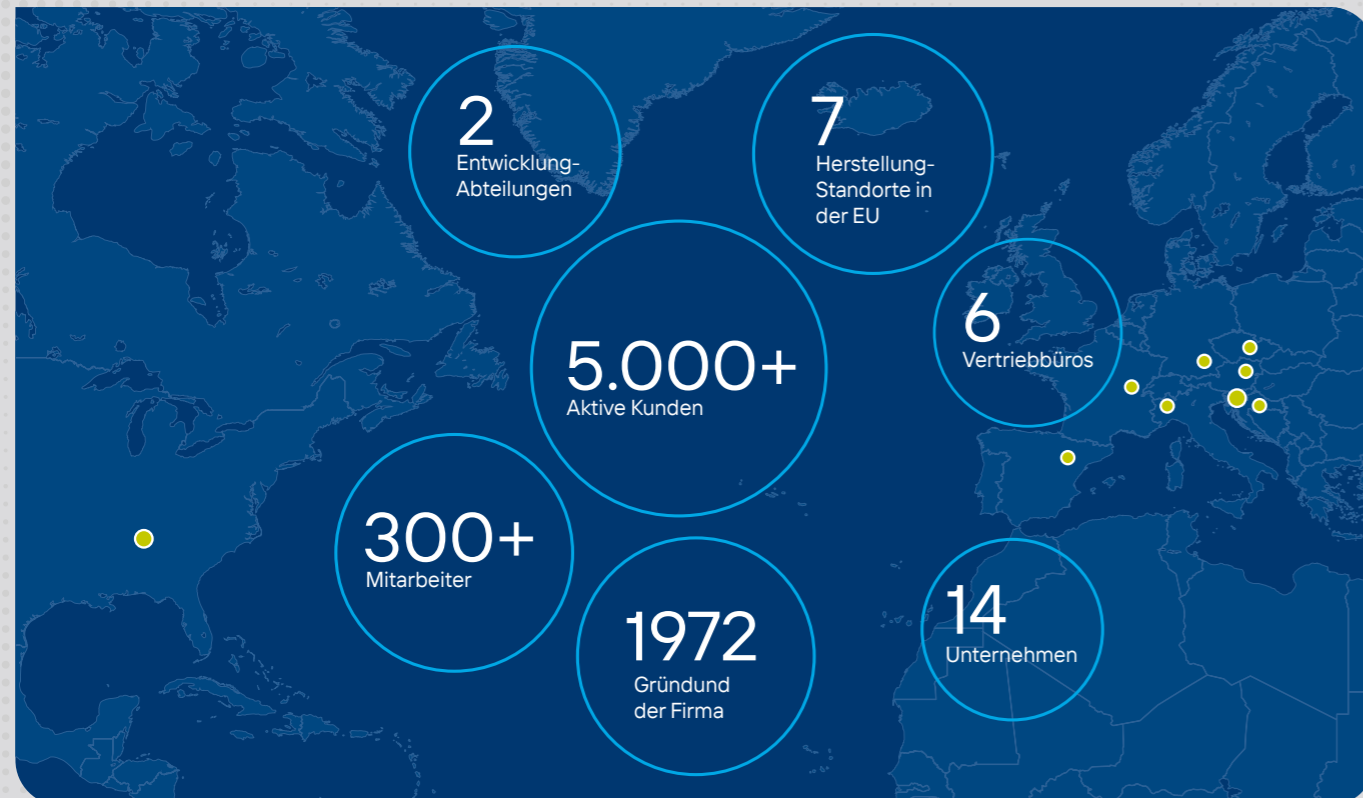 2
Entwicklung-
Abteilungen
7
Herstellung-
Standorte in
der EU
6
Vertriebbüros
5.000+
Aktive Kunden
300+
Mitarbeiter
1972
Gründund
der Firma
14
Unternehmen